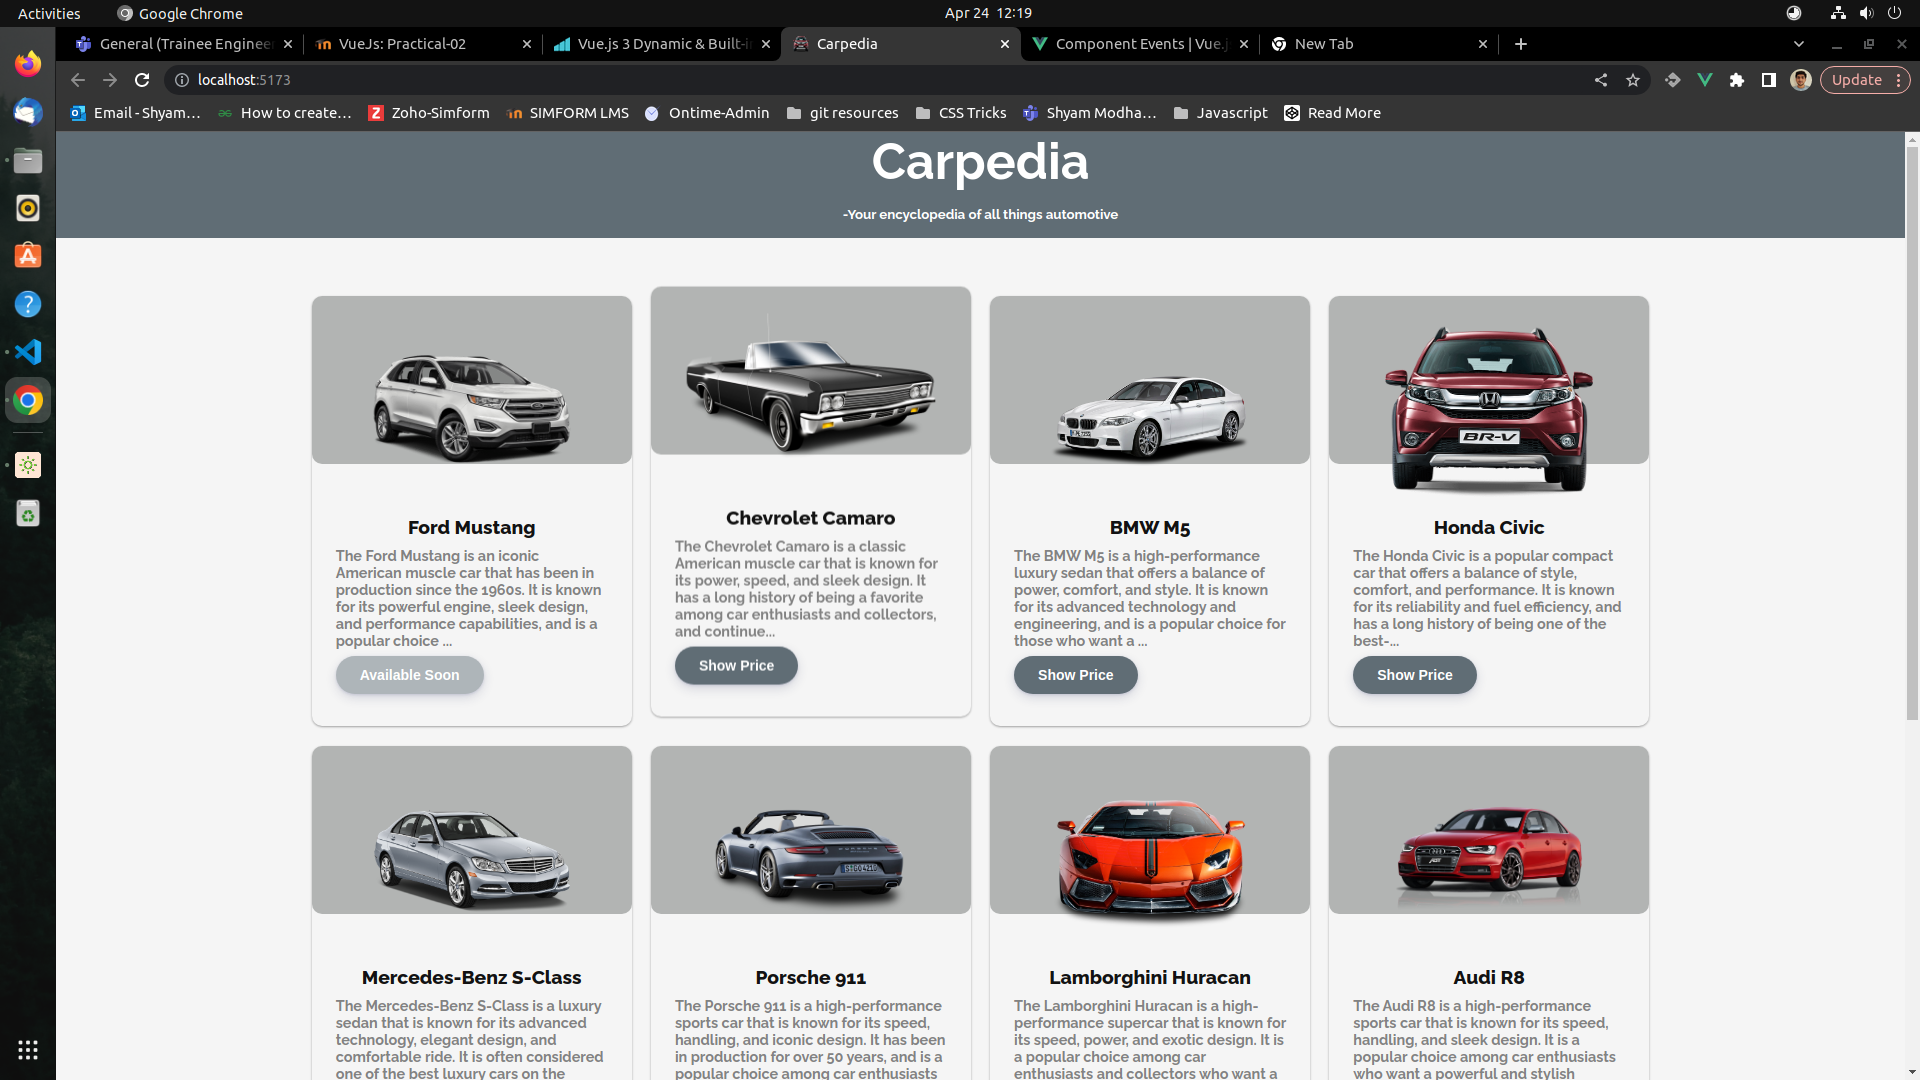 Activities
Google Chrome
Apr 24 12:19
General (Trainee Engineer
VueJs: Practical-02
Vue.js 3 Dynamic & Built-i
Carpedia
Component Events | Vue.j
New Tab
localhost:5173
Update
Email - Shyam...
How to create...
Zoho-Simform
SIMFORM LMS
Ontime-Admin
git resources
CSS Tricks
Shyam Modha...
Javascript
Read More
Carpedia
-Your encyclopedia of all things automotive
Ford Mustang
The Ford Mustang is an iconic
American muscle car that has been in
production since the 1960s. It is known
for its powerful engine, sleek design,
and performance capabilities, and is a
popular choice ...
Available Soon
Chevrolet Camaro
The Chevrolet Camaro is a classic
American muscle car that is known for
its power, speed, and sleek design. It
has a long history of being a favorite
among car enthusiasts and collectors,
and continue...
Show Price
BMW M5
The BMW M5 is a high-performance
luxury sedan that offers a balance of
power, comfort, and style. It is known
for its advanced technology and
engineering, and is a popular choice for
those who want a ...
Show Price
BR-V
Honda Civic
The Honda Civic is a popular compact
car that offers a balance of style,
comfort, and performance. It is known
for its reliability and fuel efficiency, and
has a long history of being one of the
best-...
Show Price
Mercedes-Benz S-Class
The Mercedes-Benz S-Class is a luxury
sedan that is known for its advanced
technology, elegant design, and
comfortable ride. It is often considered
one of the best luxury cars on the
PORSCHE
Porsche 911
The Porsche 911 is a high-performance
sports car that is known for its speed,
handling, and iconic design. It has been
in production for over 50 years, and is a
popular choice among car enthusiasts
Lamborghini Huracan
The Lamborghini Huracan is a high-
performance supercar that is known for
its speed, power, and exotic design. It is
a popular choice among car
enthusiasts and collectors who want a
ABT
Audi R8
The Audi R8 is a high-performance
sports car that is known for its speed,
handling, and sleek design. It is a
popular choice among car enthusiasts
who want a powerful and stylish